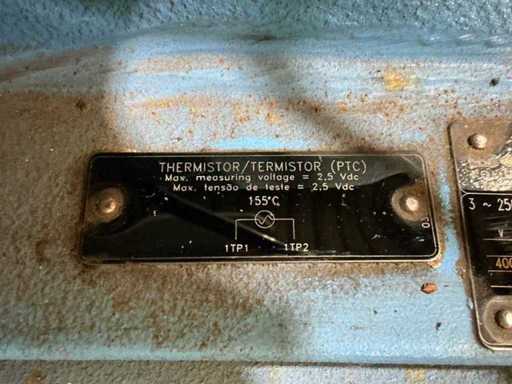 THERMISTOR/TERMISTOR (PTC)
Max. measuring voltage = 2,5 Vdc
Max. tensão de teste = 2,5 Vdc
155°C
1TP1 1TP2
3 ~ 
V